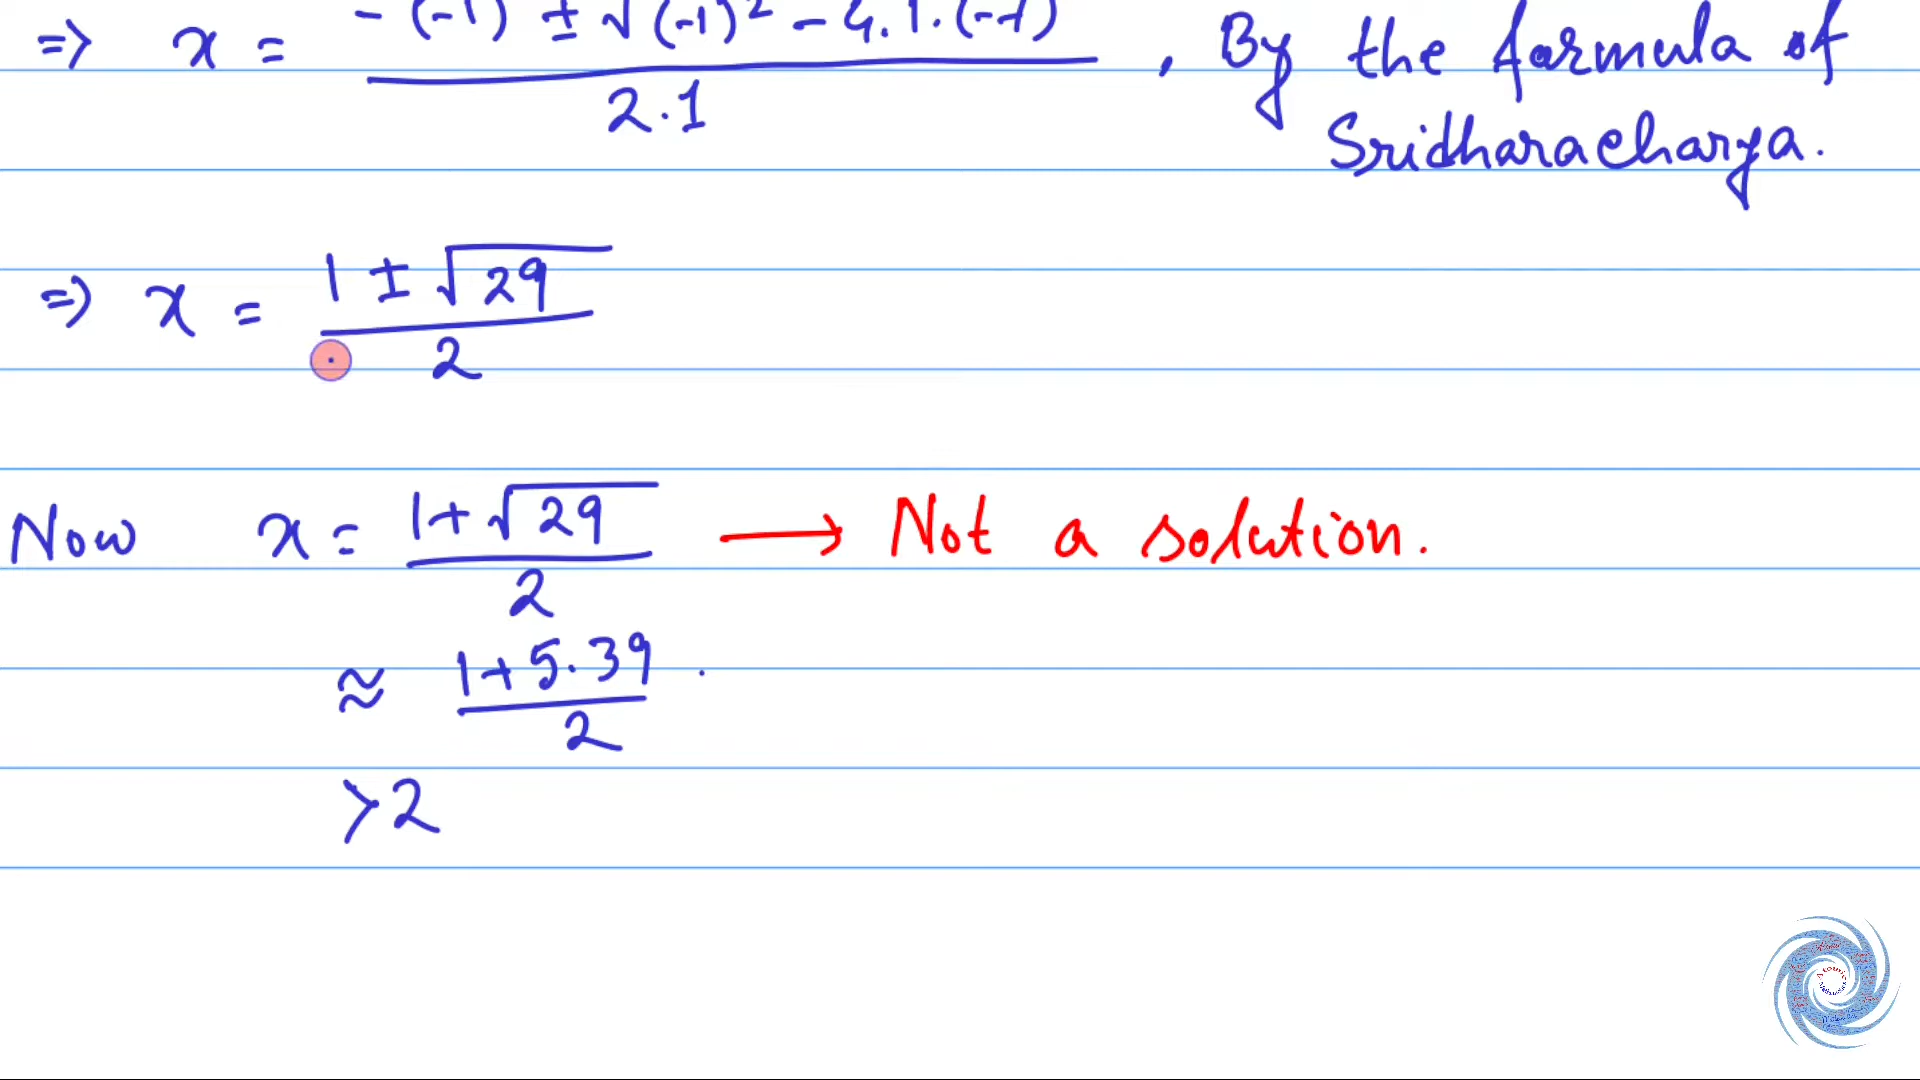 => x = -(-1) ± √(-1)² - 4.1.(-7) / 2.1 , By the formula of
Sridharacharya.
=> x = 1 ± √29 / 2
Now x = 1+√29 / 2 → Not a solution.
≈ 1+5.39 / 2 .
>2